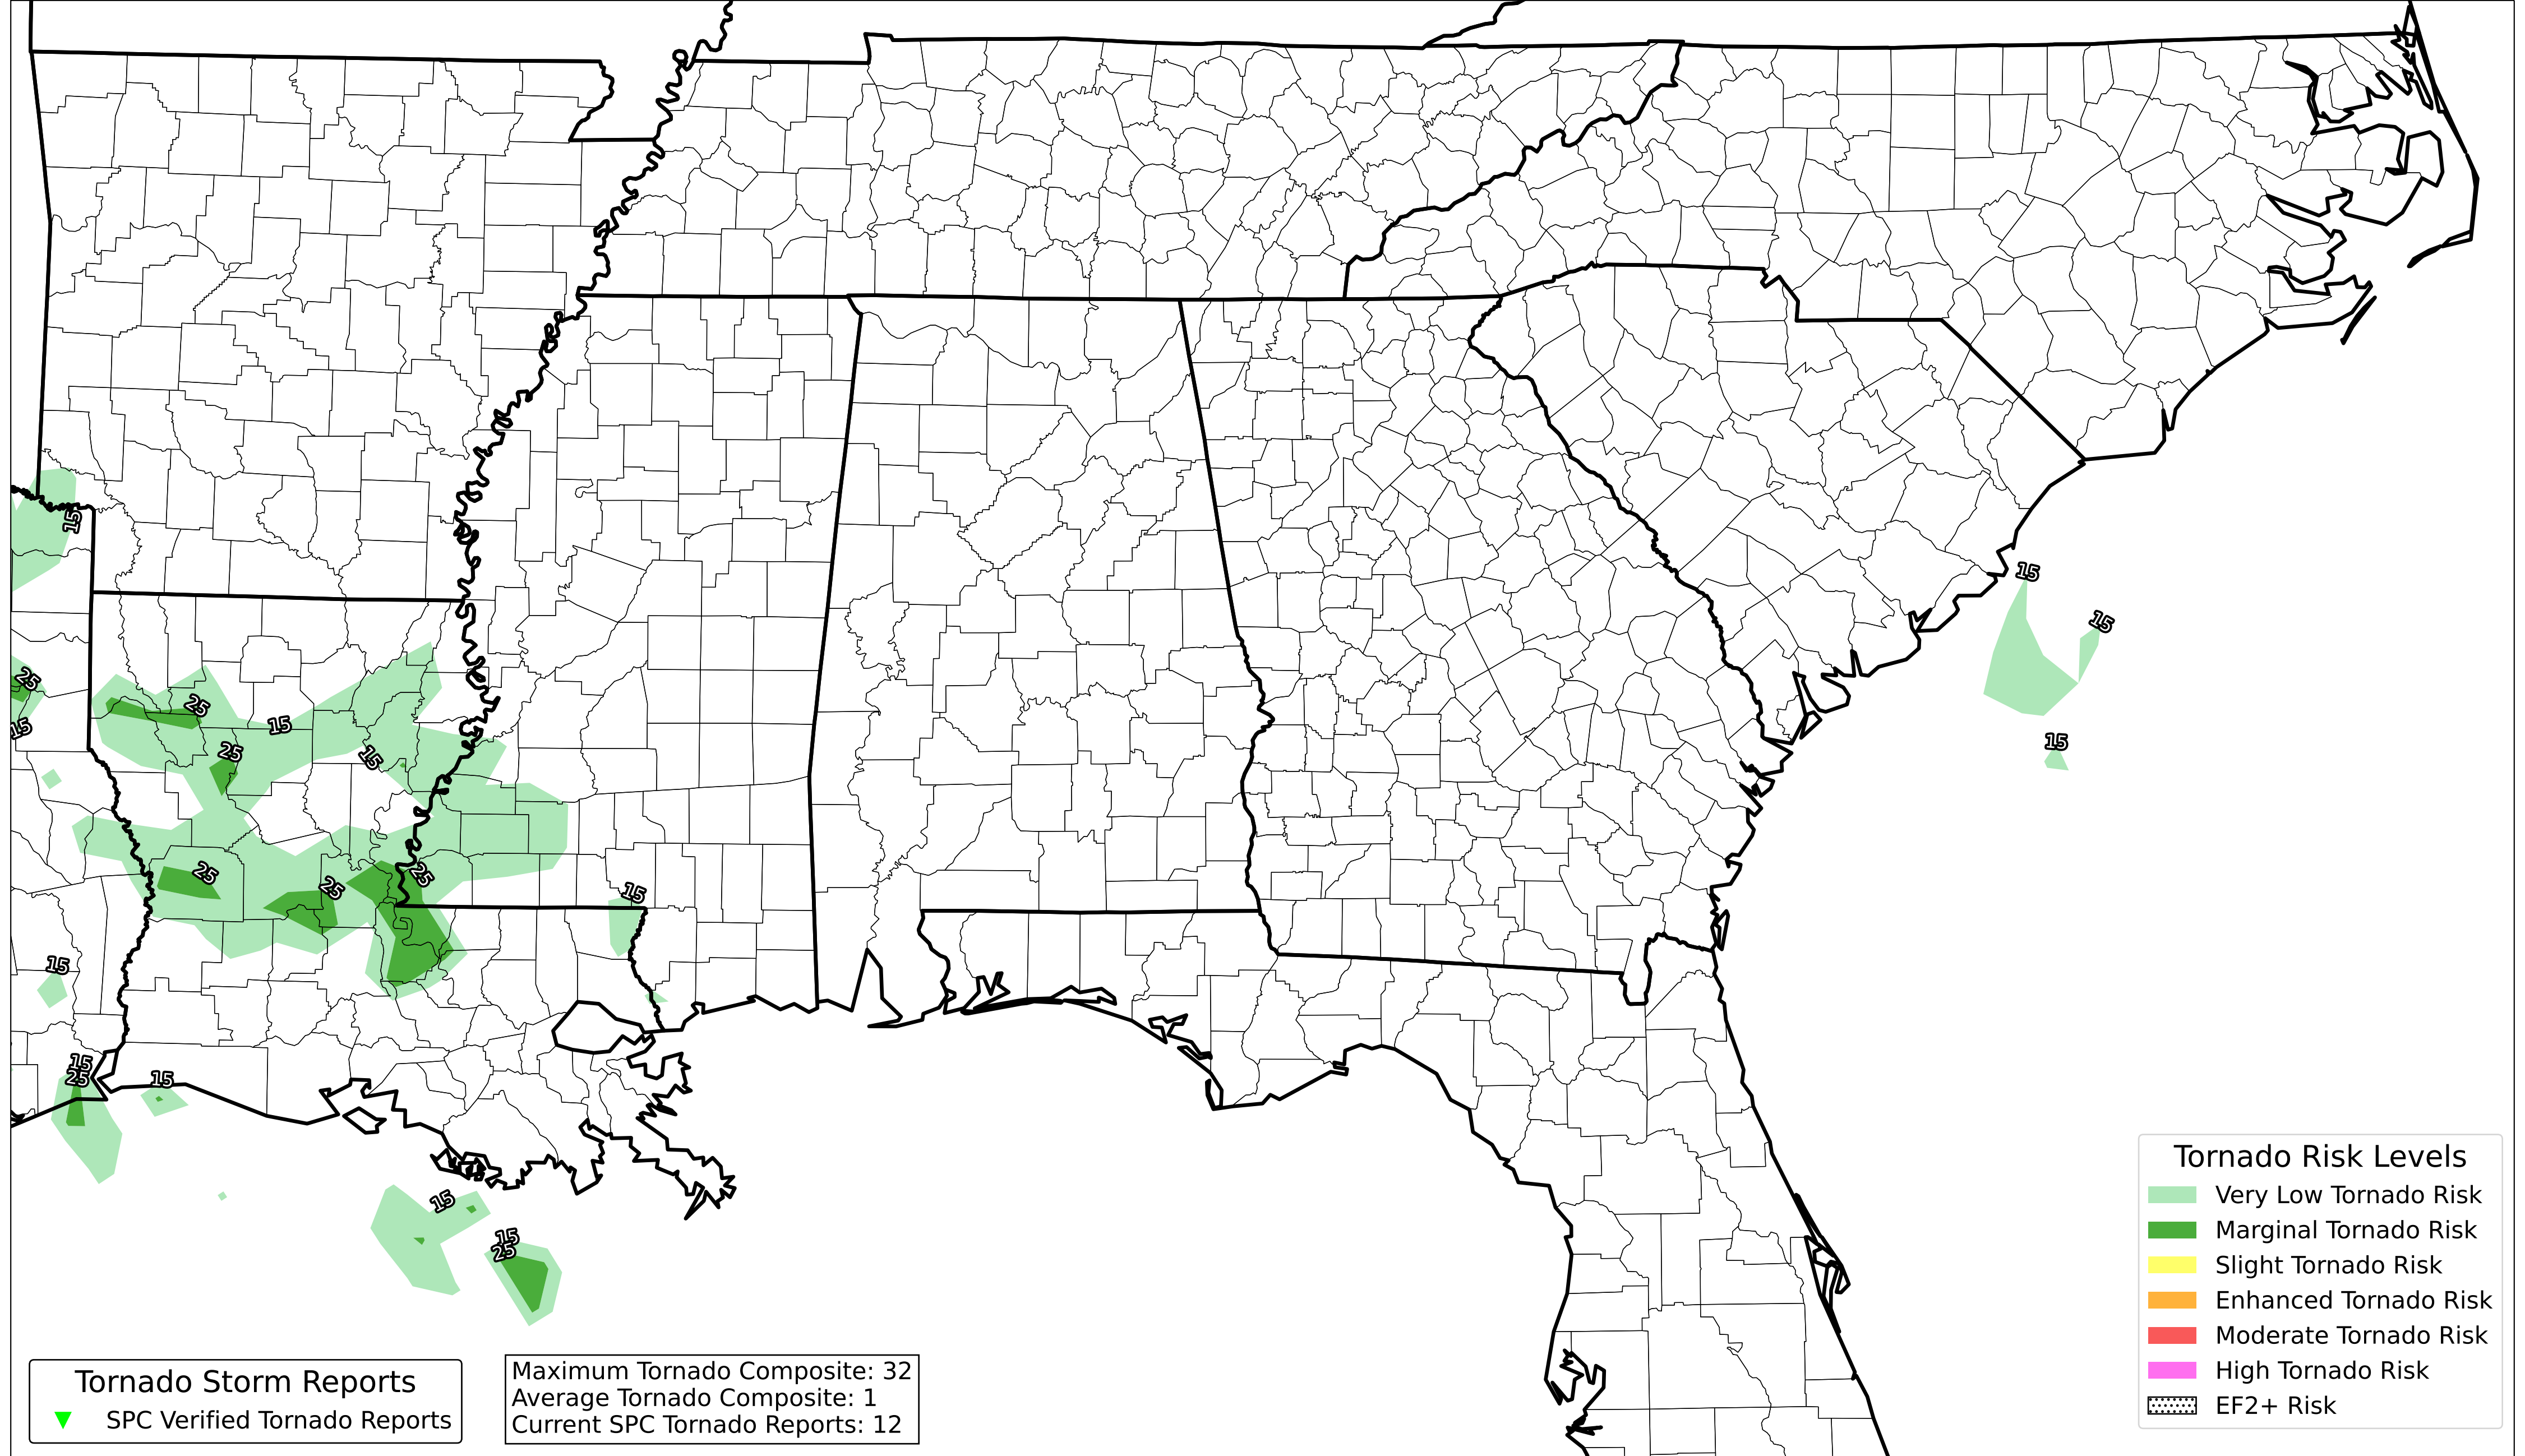 15
15
15
25
25
15
15
25
15
15
25
25
25
15
15
15
15
25
15
15
15
25
Tornado Risk Levels
Very Low Tornado Risk
Marginal Tornado Risk
Slight Tornado Risk
Enhanced Tornado Risk
Moderate Tornado Risk
High Tornado Risk
EF2+ Risk
Tornado Storm Reports
SPC Verified Tornado Reports
Maximum Tornado Composite: 32
Average Tornado Composite: 1
Current SPC Tornado Reports: 12